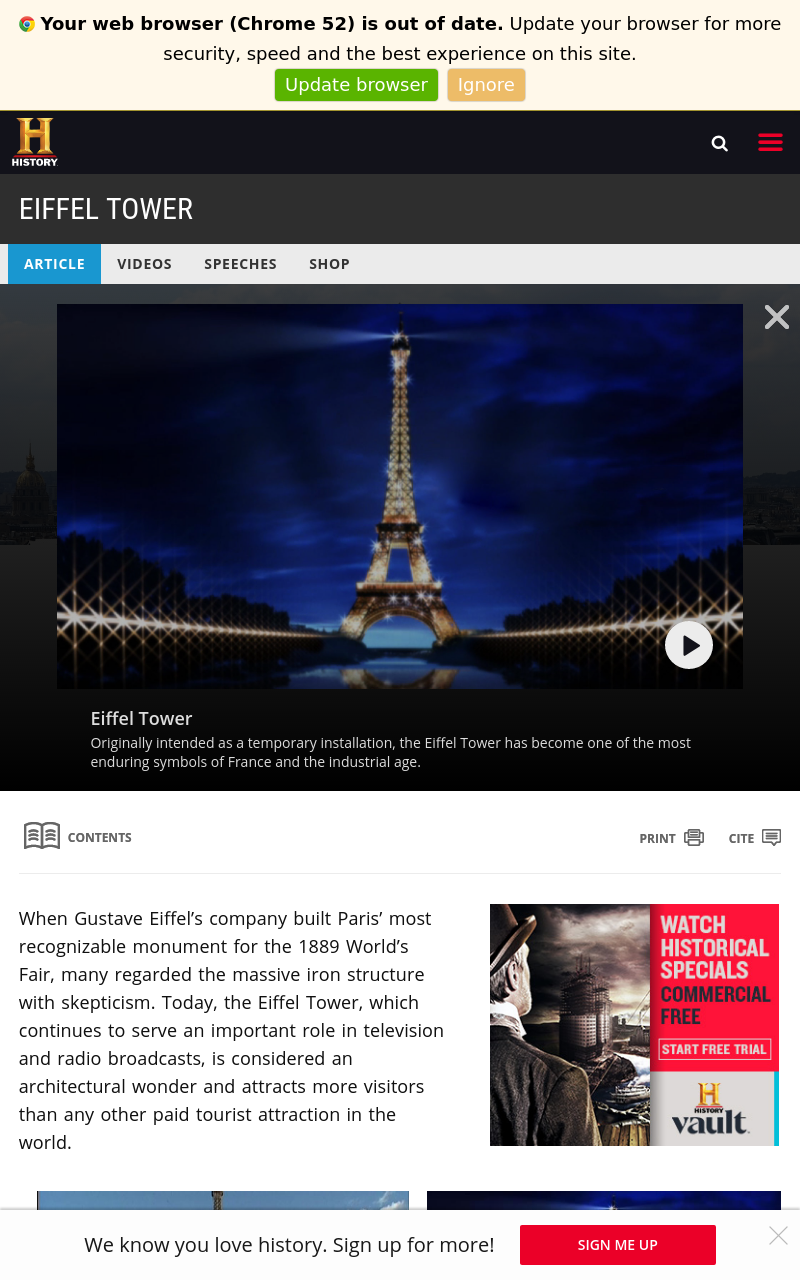 Your web browser (Chrome 52) is out of date. Update your browser for more
security, speed and the best experience on this site.
Update browser Ignore
H
HISTORY
EIFFEL TOWER
ARTICLE VIDEOS SPEECHES SHOP
Eiffel Tower
Originally intended as a temporary installation, the Eiffel Tower has become one of the most
enduring symbols of France and the industrial age.
CONTENTS
PRINT CITE
When Gustave Eiffel’s company built Paris’ most
recognizable monument for the 1889 World’s
Fair, many regarded the massive iron structure
with skepticism. Today, the Eiffel Tower, which
continues to serve an important role in television
and radio broadcasts, is considered an
architectural wonder and attracts more visitors
than any other paid tourist attraction in the
world.
WATCH
HISTORICAL
SPECIALS
COMMERCIAL
FREE
START FREE TRIAL
H
HISTORY
vault
We know you love history. Sign up for more!
SIGN ME UP